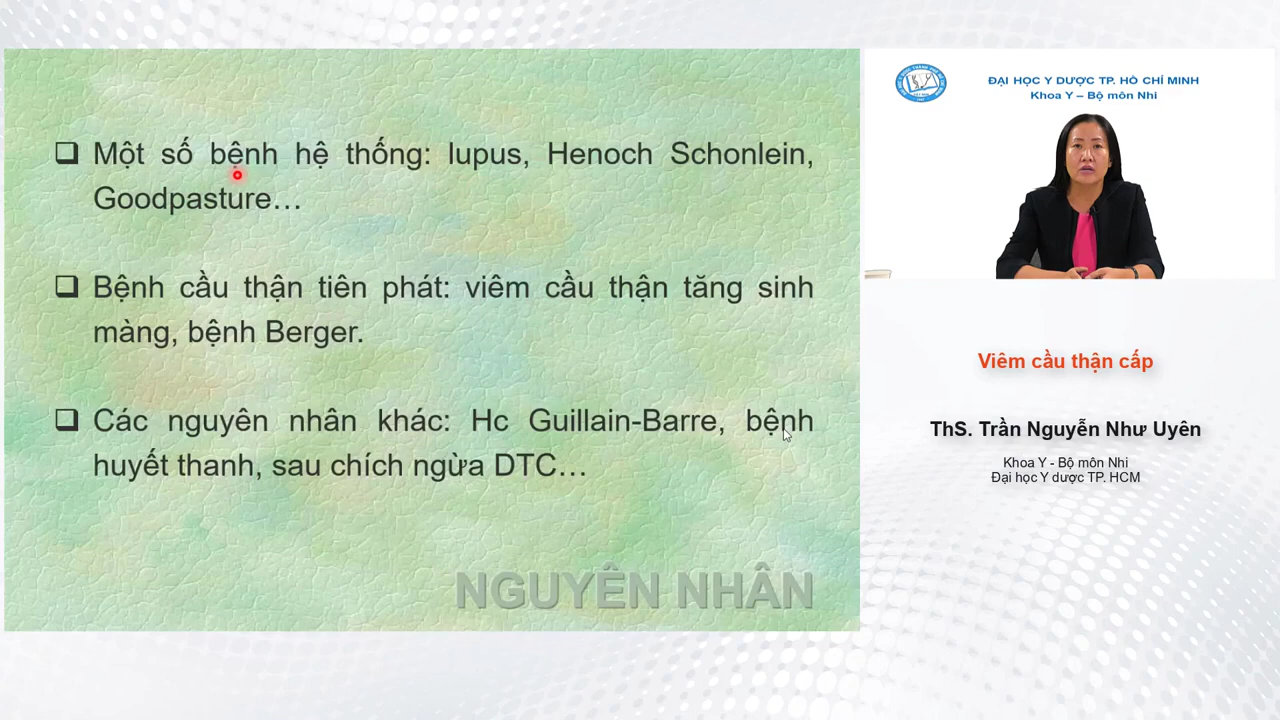 Một số bệnh hệ thống: lupus, Henoch Schonlein,
Goodpasture…
Bệnh cầu thận tiên phát: viêm cầu thận tăng sinh
màng, bệnh Berger.
Các nguyên nhân khác: Hc Guillain-Barre, bệnh
huyết thanh, sau chích ngừa DTC…
NGUYÊN NHÂN
ĐẠI HỌC Y DƯỢC TP. HỒ CHÍ MINH
Khoa Y – Bộ môn Nhi
Viêm cầu thận cấp
ThS. Trần Nguyễn Như Uyên
Khoa Y - Bộ môn Nhi
Đại học Y dược TP. HCM